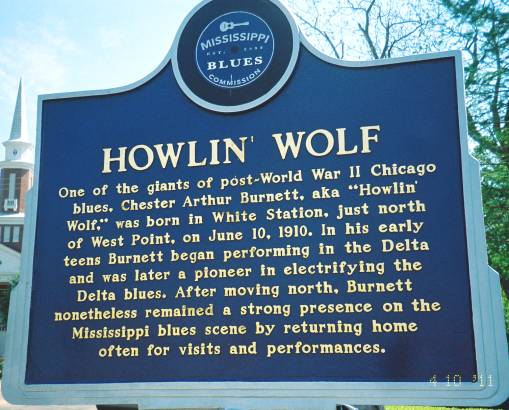 MISSISSIPPI
EST. 2006
BLUES
COMMISSION
HOWLIN' WOLF
One of the giants of post-World War II Chicago
blues, Chester Arthur Burnett, aka "Howlin'
Wolf," was born in White Station, just north
of West Point, on June 10, 1910. In his early
teens Burnett began performing in the Delta
and was later a pioneer in electrifying the
Delta blues. After moving north, Burnett
nonetheless remained a strong presence on the
Mississippi blues scene by returning home
often for visits and performances.
4 10 '11